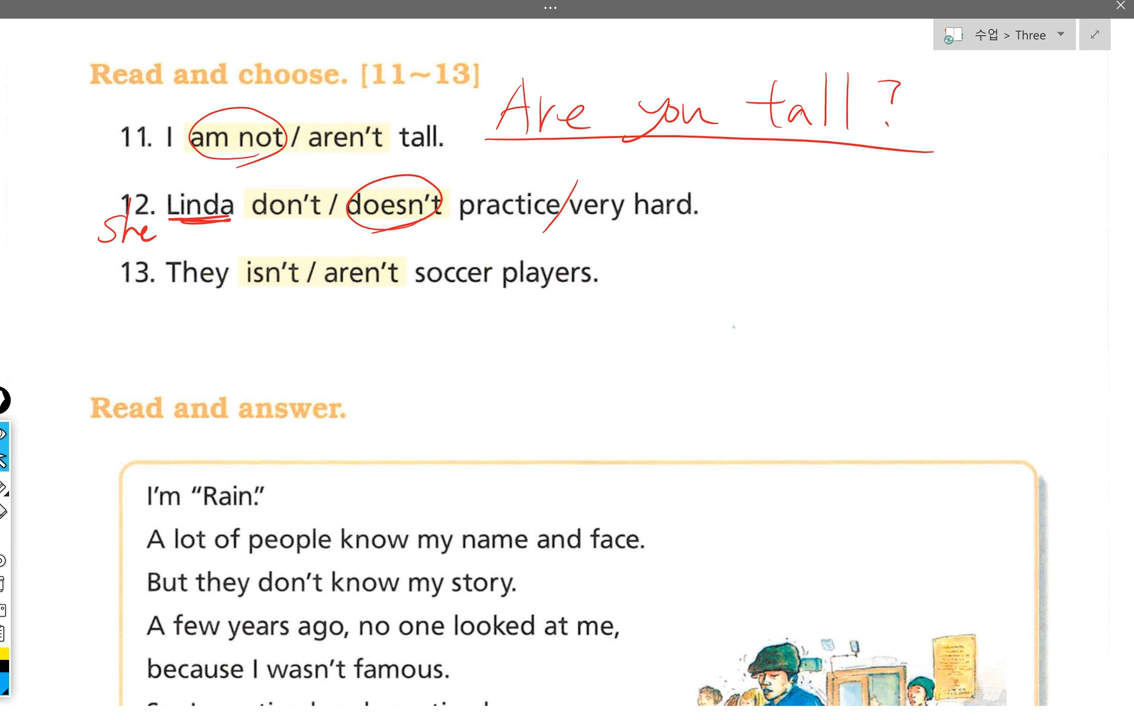 수업 > Three
Read and choose. [11~13]
Are you tall?
11. I am not / aren't tall.
12. Linda don't / doesn't practice/very hard.
She
13. They isn't / aren't soccer players.
Read and answer.
I'm "Rain."
A lot of people know my name and face.
But they don't know my story.
A few years ago, no one looked at me,
because I wasn't famous.